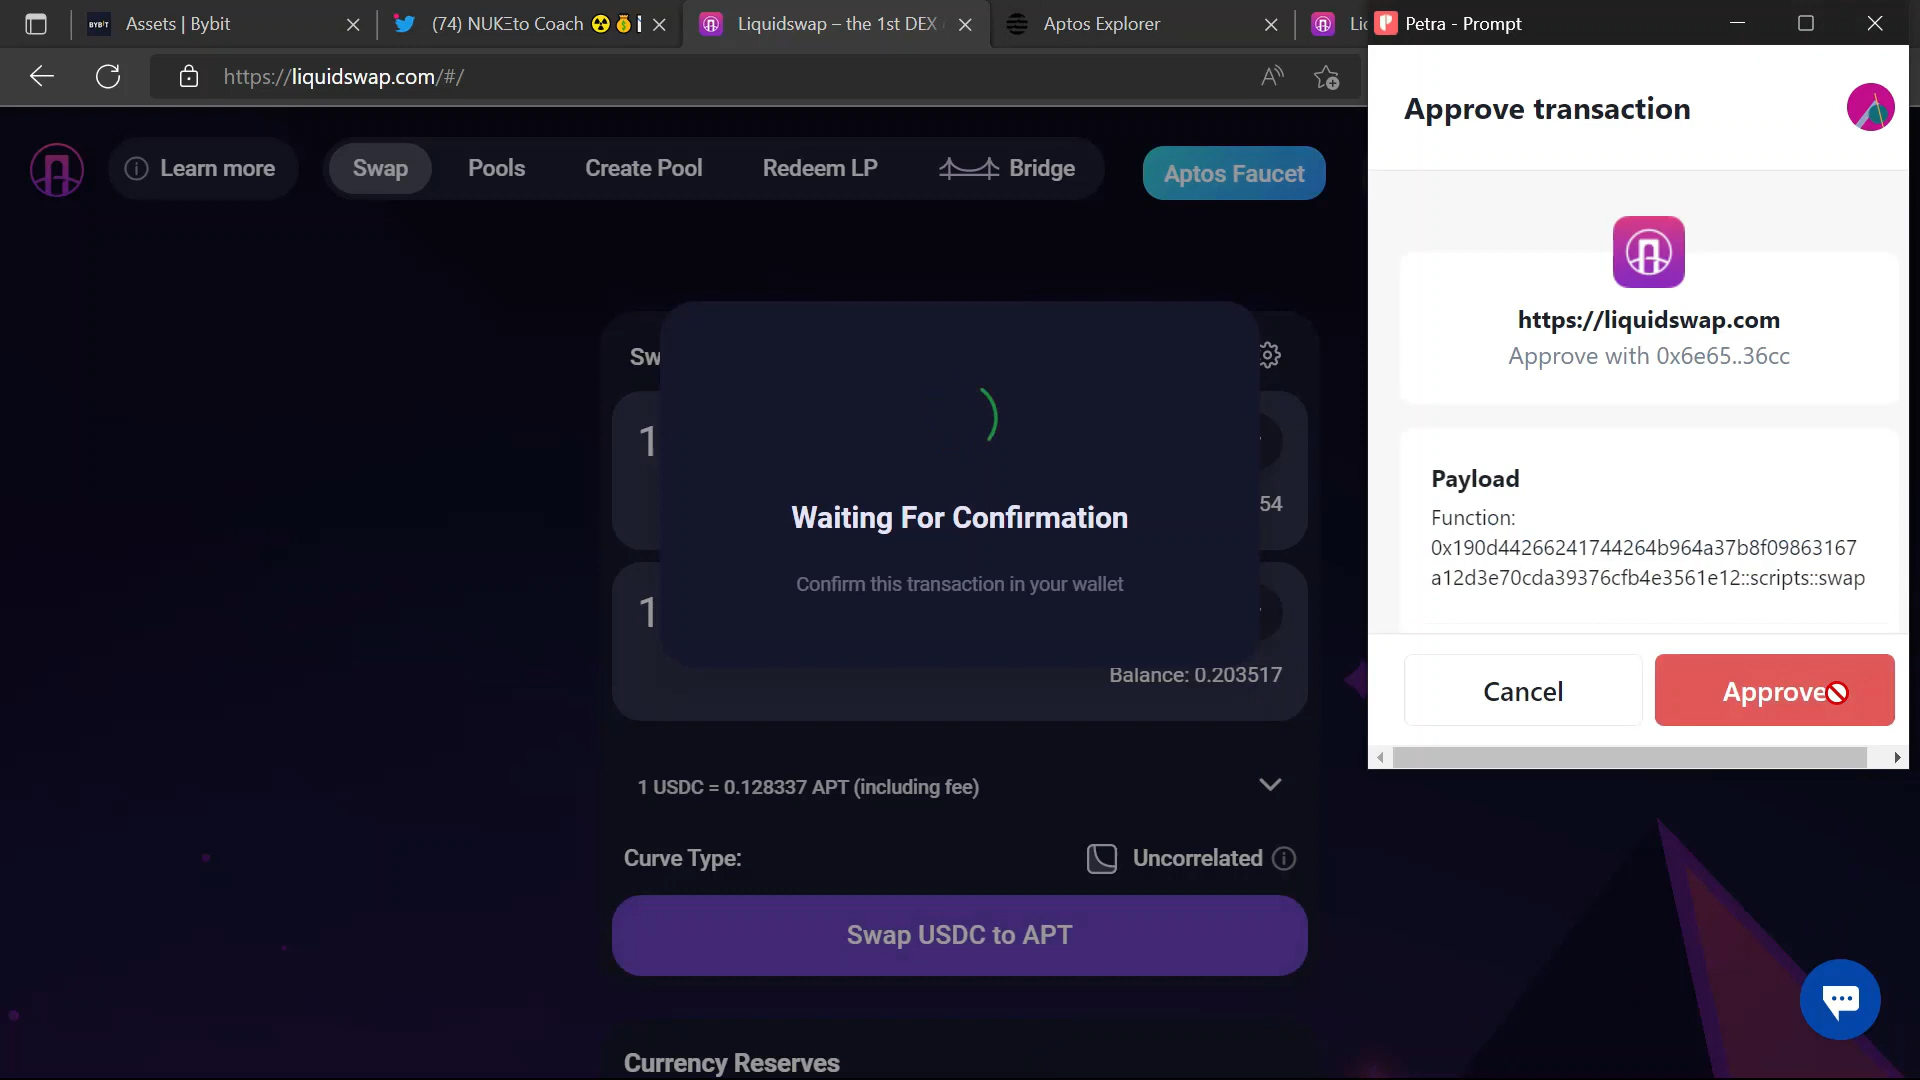 Assets | Bybit
(74) NUKΞto Coach
Liquidswap – the 1st DEX
Aptos Explorer
Petra - Prompt
https://liquidswap.com/#/
Approve transaction
Learn more
Swap
Pools
Create Pool
Redeem LP
Bridge
Aptos Faucet
https://liquidswap.com
Approve with 0x6e65..36cc
Payload
Function:
0x190d44266241744264b964a37b8f09863167
a12d3e70cda39376cfb4e3561e12::scripts::swap
Cancel
Approve
Sw
1
54
Waiting For Confirmation
Confirm this transaction in your wallet
1
Balance: 0.203517
1 USDC = 0.128337 APT (including fee)
Curve Type:
Uncorrelated
Swap USDC to APT
Currency Reserves